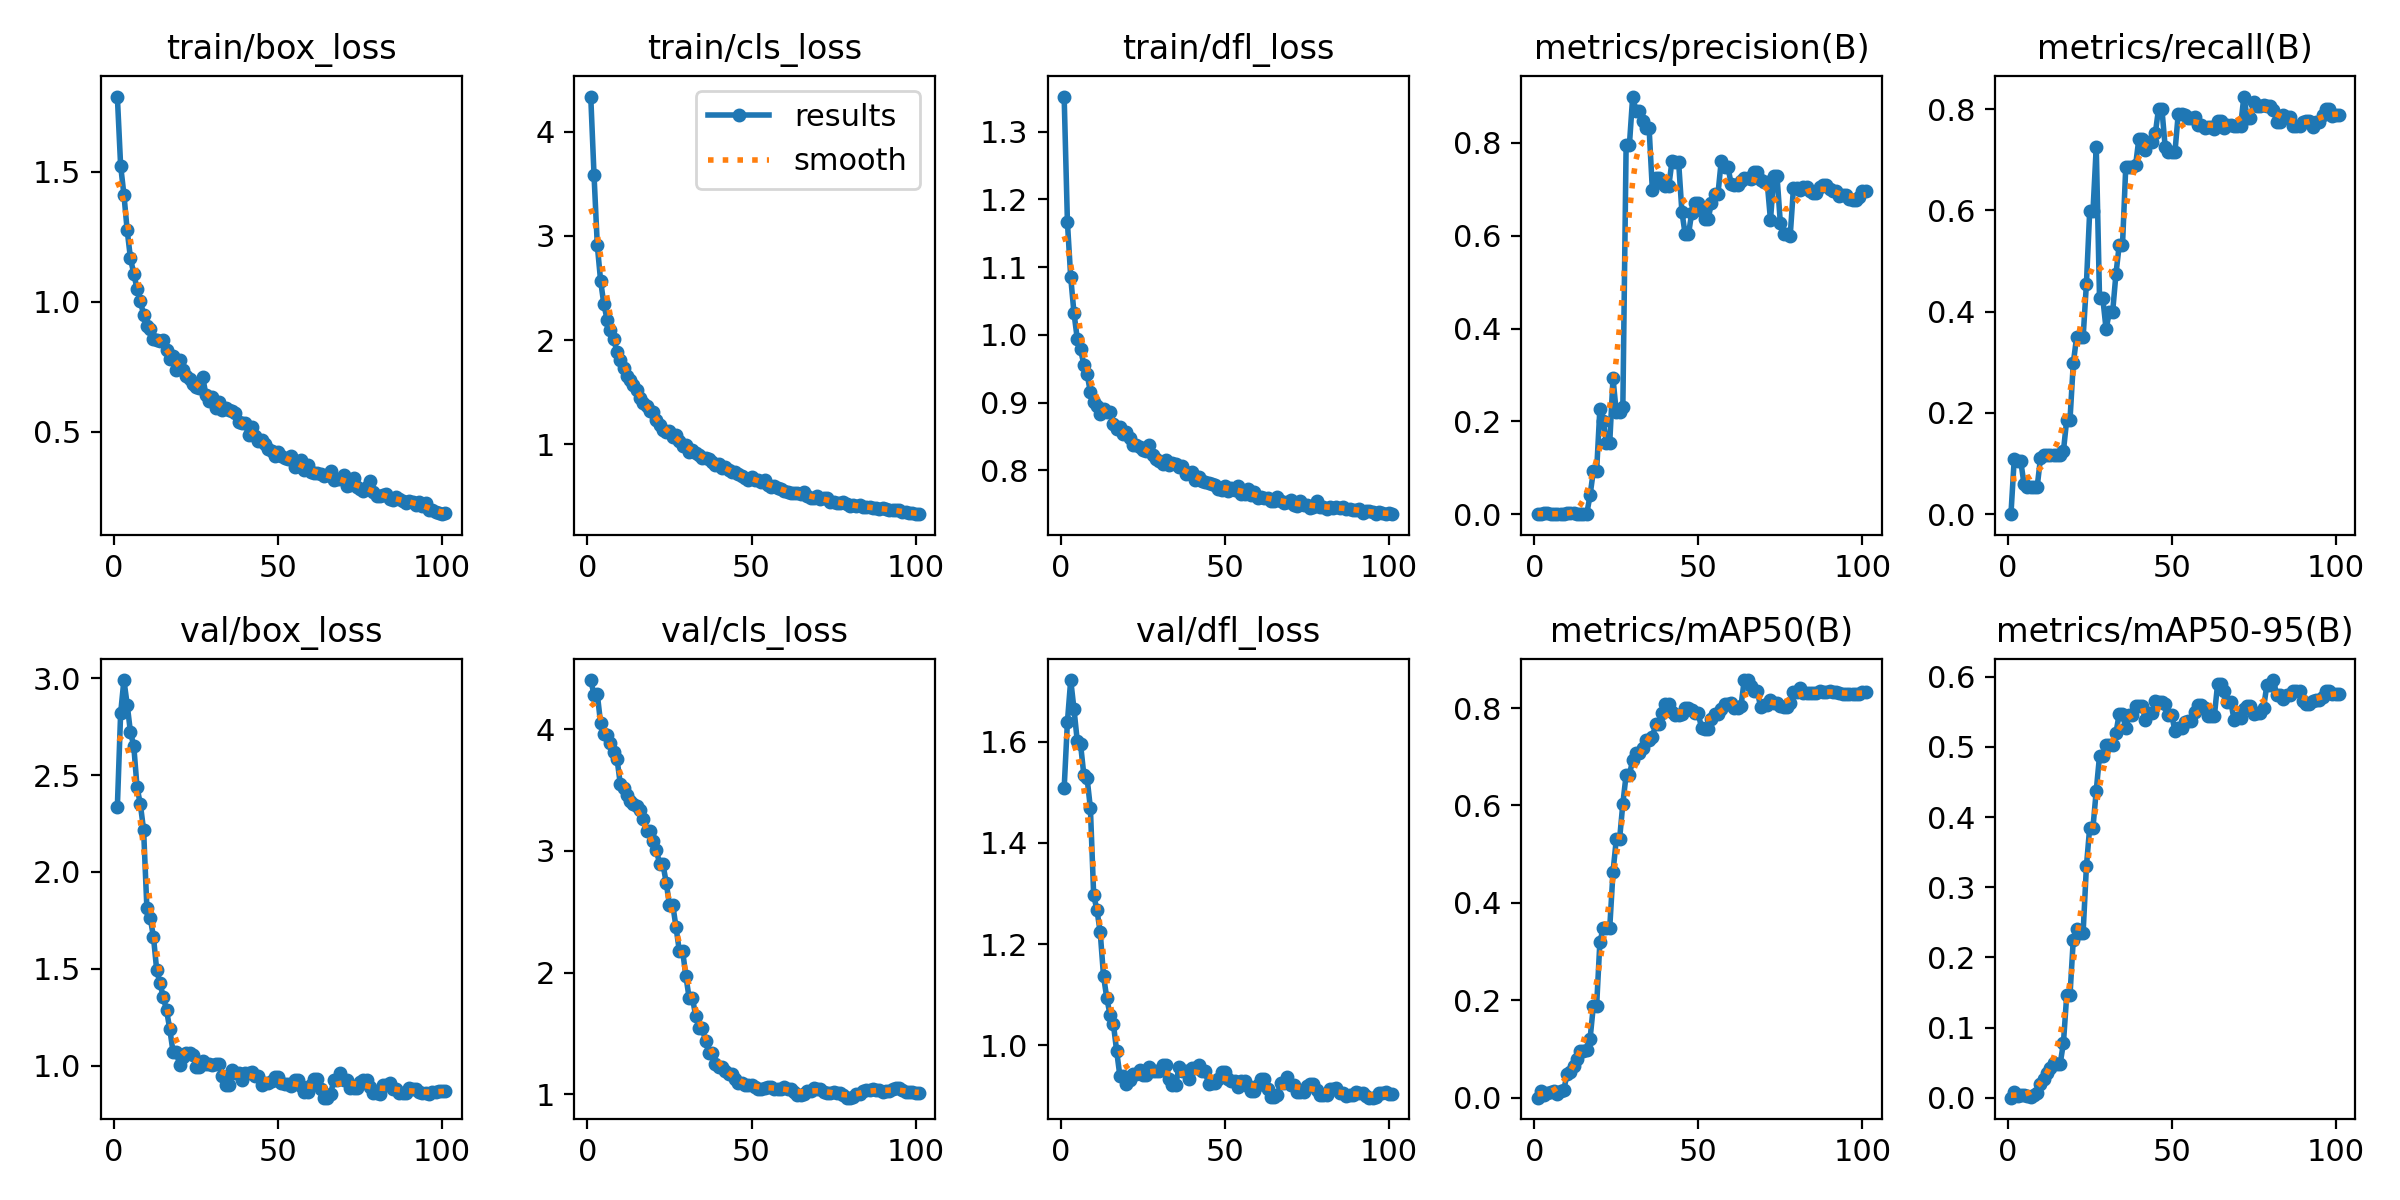 train/box_loss
train/cls_loss
train/dfl_loss
metrics/precision(B)
metrics/recall(B)
1.5
1.0
0.5
0 50 100
results
smooth
4
3
2
1
0 50 100
1.3
1.2
1.1
1.0
0.9
0.8
0 50 100
0.8
0.6
0.4
0.2
0.0
0 50 100
0.8
0.6
0.4
0.2
0.0
0 50 100
val/box_loss
val/cls_loss
val/dfl_loss
metrics/mAP50(B)
metrics/mAP50-95(B)
3.0
2.5
2.0
1.5
1.0
0 50 100
4
3
2
1
0 50 100
1.6
1.4
1.2
1.0
0 50 100
0.8
0.6
0.4
0.2
0.0
0 50 100
0.6
0.5
0.4
0.3
0.2
0.1
0.0
0 50 100